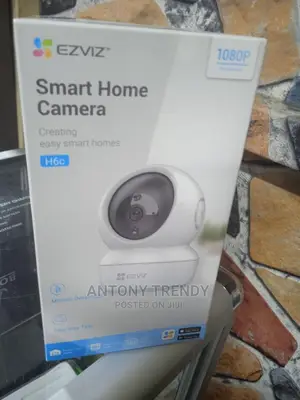 EZVIZ
1080P
Smart Home
Camera
Creating
easy smart homes
H6c
EZVIZ
ANTONY TRENDY
POSTED ON Jiji